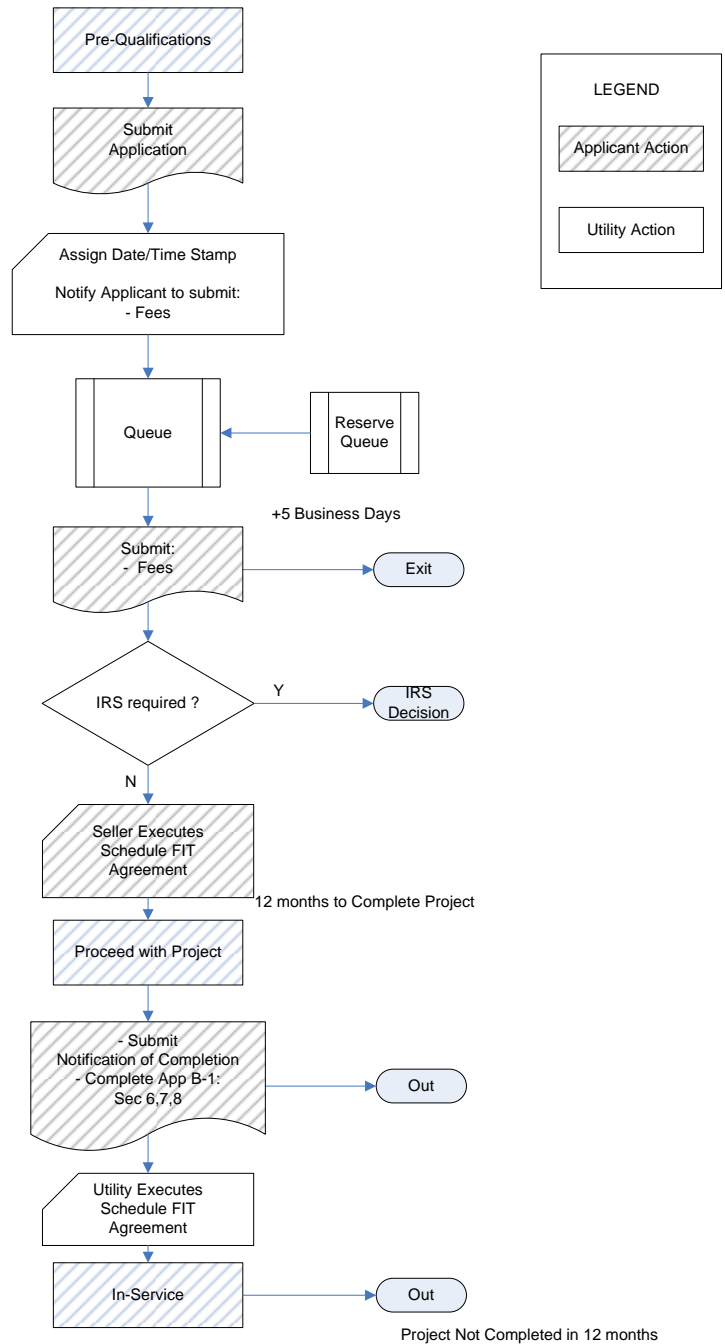 Pre-Qualifications
LEGEND
Applicant Action
Utility Action
Submit
Application
Assign Date/Time Stamp
Notify Applicant to submit:
- Fees
Queue
Reserve
Queue
+5 Business Days
Submit:
- Fees
Exit
IRS required ?
Y
IRS
Decision
N
Seller Executes
Schedule FIT
Agreement
12 months to Complete Project
Proceed with Project
- Submit
Notification of Completion
- Complete App B-1:
Sec 6,7,8
Out
Utility Executes
Schedule FIT
Agreement
In-Service
Out
Project Not Completed in 12 months